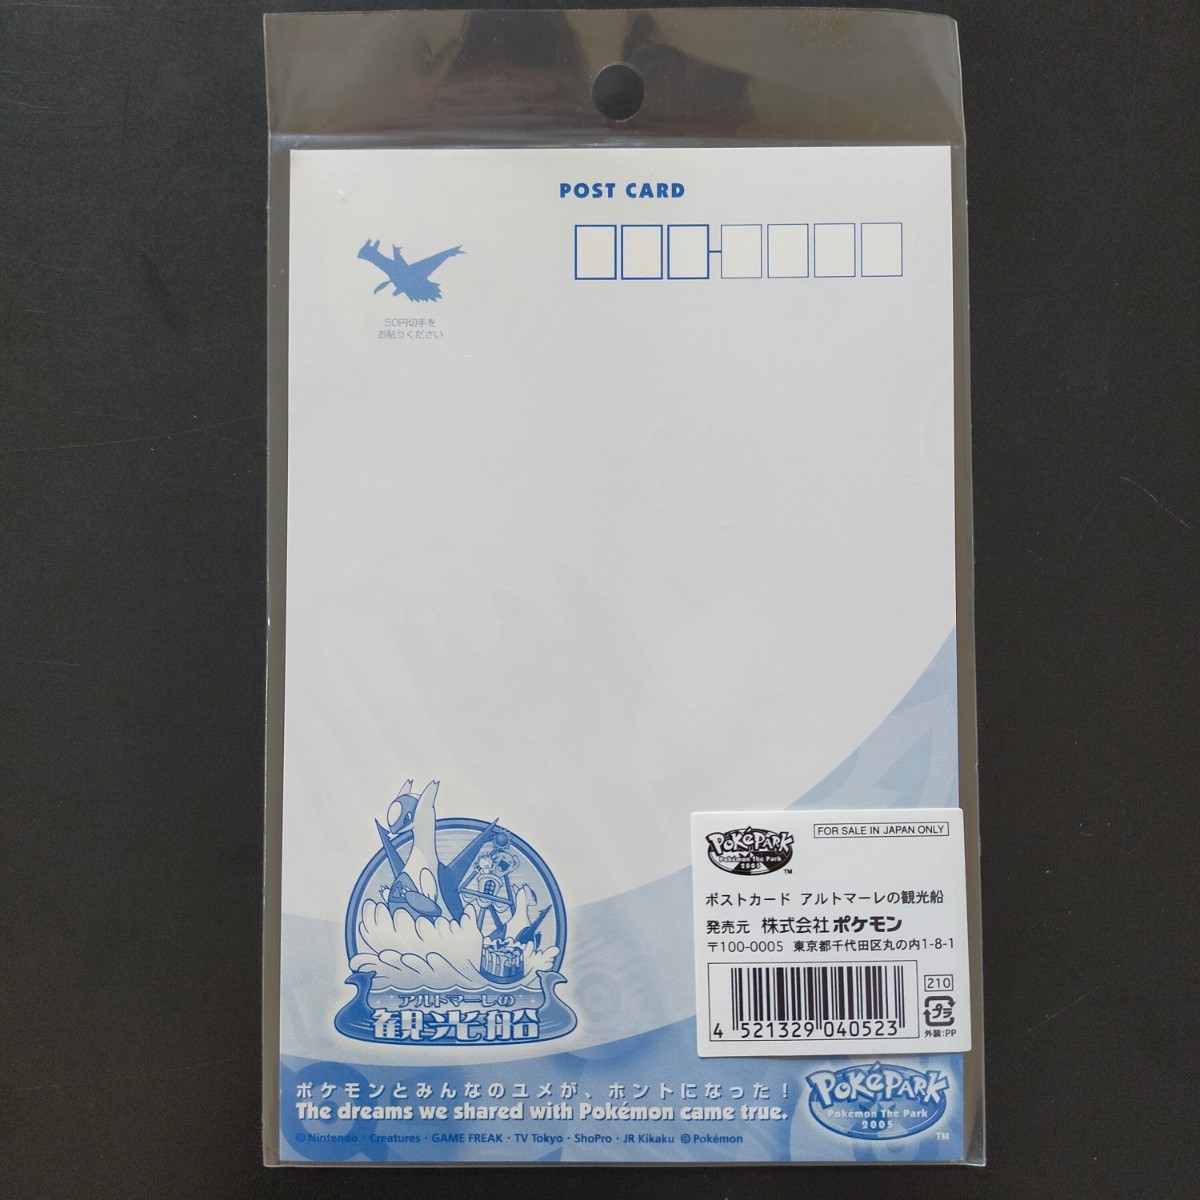 POST CARD
50円切手を
お貼りください
アルトマーレの
観光船
POKéPARK
Pokémon The Park
2005
TM
FOR SALE IN JAPAN ONLY
ポストカード アルトマーレの観光船
発売元 株式会社ポケモン
〒100-0005 東京都千代田区丸の内1-8-1
210
プラ
外装:PP
4 521329 040523
ポケモンとみんなのユメが、ホントになった!
The dreams we shared with Pokémon came true.
© Nintendo・Creatures・GAME FREAK・TV Tokyo・ShoPro・JR Kikaku © Pokémon
POKéPARK
Pokémon The Park
2005
TM